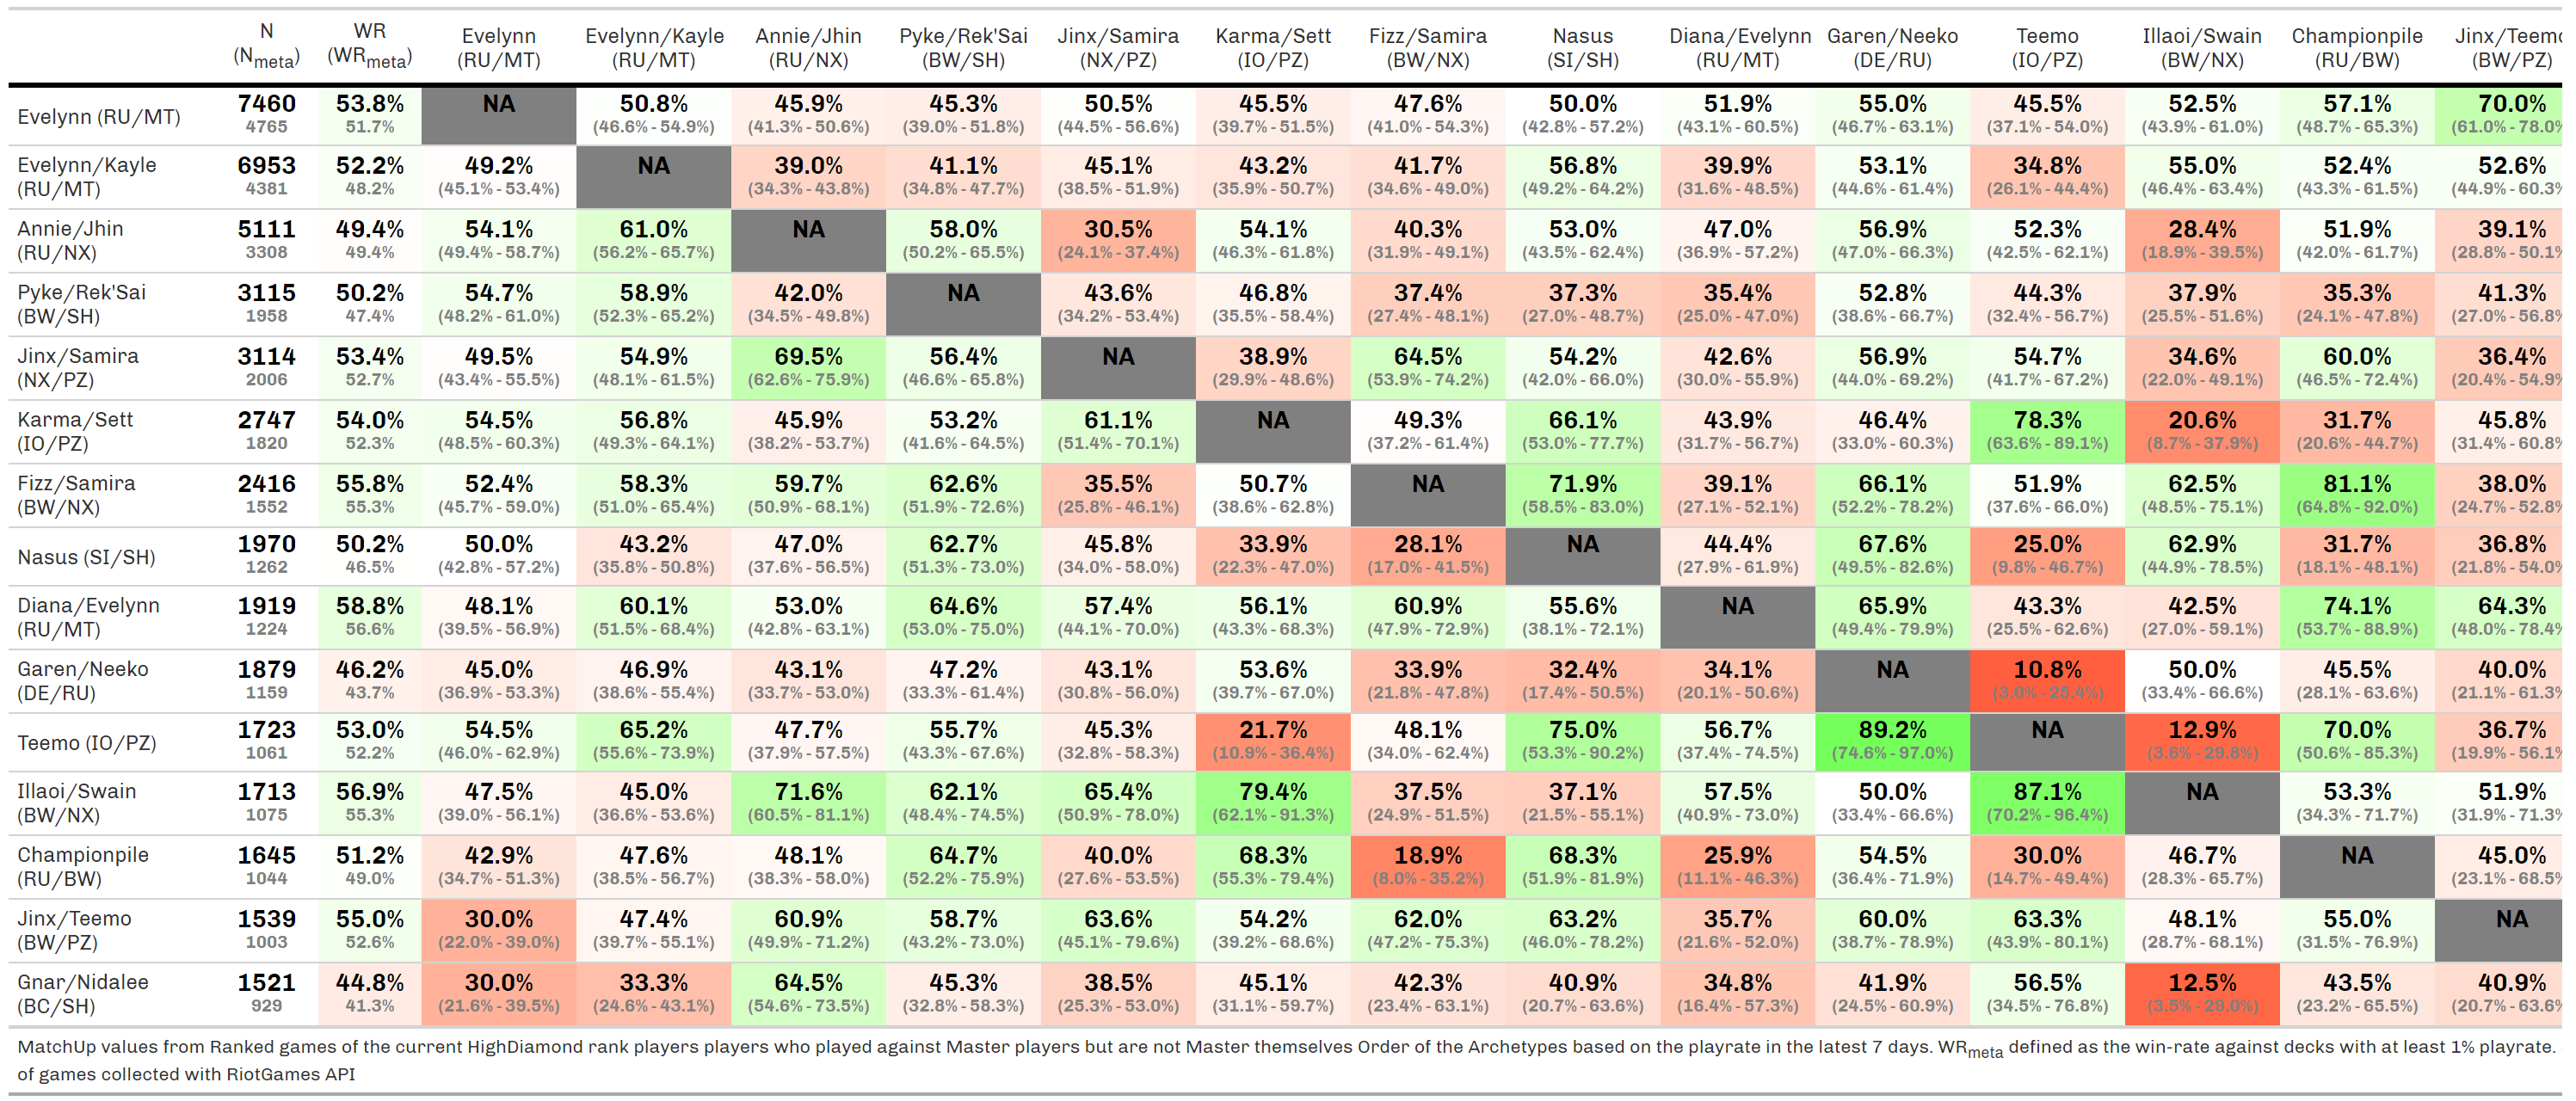 N WR Evelynn Evelynn/Kayle Annie/Jhin Pyke/Rek'Sai Jinx/Samira Karma/Sett Fizz/Samira Nasus Diana/Evelynn Garen/Neeko Teemo Illaoi/Swain Championpile Jinx/Teemo
(Nmeta) (WRmeta) (RU/MT) (RU/MT) (RU/NX) (BW/SH) (NX/PZ) (IO/PZ) (BW/NX) (SI/SH) (RU/MT) (DE/RU) (IO/PZ) (BW/NX) (RU/BW) (BW/PZ)
Evelynn (RU/MT) 7460 53.8% NA 50.8% 45.9% 45.3% 50.5% 45.5% 47.6% 50.0% 51.9% 55.0% 45.5% 52.5% 57.1% 70.0%
4765 51.7% (46.6% - 54.9%) (41.3% - 50.6%) (39.0% - 51.8%) (44.5% - 56.6%) (39.7% - 51.5%) (41.0% - 54.3%) (42.8% - 57.2%) (43.1% - 60.5%) (46.7% - 63.1%) (37.1% - 54.0%) (43.9% - 61.0%) (48.7% - 65.3%) (61.0% - 78.0%
Evelynn/Kayle 6953 52.2% 49.2% NA 39.0% 41.1% 45.1% 43.2% 41.7% 56.8% 39.9% 53.1% 34.8% 55.0% 52.4% 52.6%
(RU/MT) 4381 48.2% (45.1% - 53.4%) (34.3% - 43.8%) (34.8% - 47.7%) (38.5% - 51.9%) (35.9% - 50.7%) (34.6% - 49.0%) (49.2% - 64.2%) (31.6% - 48.5%) (44.6% - 61.4%) (26.1% - 44.4%) (46.4% - 63.4%) (43.3% - 61.5%) (44.9% - 60.3%
Annie/Jhin 5111 49.4% 54.1% 61.0% NA 58.0% 30.5% 54.1% 40.3% 53.0% 47.0% 56.9% 52.3% 28.4% 51.9% 39.1%
(RU/NX) 3308 49.4% (49.4% - 58.7%) (56.2% - 65.7%) (50.2% - 65.5%) (24.1% - 37.4%) (46.3% - 61.8%) (31.9% - 49.1%) (43.5% - 62.4%) (36.9% - 57.2%) (47.0% - 66.3%) (42.5% - 62.1%) (18.9% - 39.5%) (42.0% - 61.7%) (28.8% - 50.1%
Pyke/Rek'Sai 3115 50.2% 54.7% 58.9% 42.0% NA 43.6% 46.8% 37.4% 37.3% 35.4% 52.8% 44.3% 37.9% 35.3% 41.3%
(BW/SH) 1958 47.4% (48.2% - 61.0%) (52.3% - 65.2%) (34.5% - 49.8%) (34.2% - 53.4%) (35.5% - 58.4%) (27.4% - 48.1%) (27.0% - 48.7%) (25.0% - 47.0%) (38.6% - 66.7%) (32.4% - 56.7%) (25.5% - 51.6%) (24.1% - 47.8%) (27.0% - 56.8%
Jinx/Samira 3114 53.4% 49.5% 54.9% 69.5% 56.4% NA 38.9% 64.5% 54.2% 42.6% 56.9% 54.7% 34.6% 60.0% 36.4%
(NX/PZ) 2006 52.7% (43.4% - 55.5%) (48.1% - 61.5%) (62.6% - 75.9%) (46.6% - 65.8%) (29.9% - 48.6%) (53.9% - 74.2%) (42.0% - 66.0%) (30.0% - 55.9%) (44.0% - 69.2%) (41.7% - 67.2%) (22.0% - 49.1%) (46.5% - 72.4%) (20.4% - 54.9%
Karma/Sett 2747 54.0% 54.5% 56.8% 45.9% 53.2% 61.1% NA 49.3% 66.1% 43.9% 46.4% 78.3% 20.6% 31.7% 45.8%
(IO/PZ) 1820 52.3% (48.5% - 60.3%) (49.3% - 64.1%) (38.2% - 53.7%) (41.6% - 64.5%) (51.4% - 70.1%) (37.2% - 61.4%) (53.0% - 77.7%) (31.7% - 56.7%) (33.0% - 60.3%) (63.6% - 89.1%) (8.7% - 37.9%) (20.6% - 44.7%) (31.4% - 60.8%
Fizz/Samira 2416 55.8% 52.4% 58.3% 59.7% 62.6% 35.5% 50.7% NA 71.9% 39.1% 66.1% 51.9% 62.5% 81.1% 38.0%
(BW/NX) 1552 55.3% (45.7% - 59.0%) (51.0% - 65.4%) (50.9% - 68.1%) (51.9% - 72.6%) (25.8% - 46.1%) (38.6% - 62.8%) (58.5% - 83.0%) (27.1% - 52.1%) (52.2% - 78.2%) (37.6% - 66.0%) (48.5% - 75.1%) (64.8% - 92.0%) (24.7% - 52.8%
Nasus (SI/SH) 1970 50.2% 50.0% 43.2% 47.0% 62.7% 45.8% 33.9% 28.1% NA 44.4% 67.6% 25.0% 62.9% 31.7% 36.8%
1262 46.5% (42.8% - 57.2%) (35.8% - 50.8%) (37.6% - 56.5%) (51.3% - 73.0%) (34.0% - 58.0%) (22.3% - 47.0%) (17.0% - 41.5%) (27.9% - 61.9%) (49.5% - 82.6%) (9.8% - 46.7%) (44.9% - 78.5%) (18.1% - 48.1%) (21.8% - 54.0%
Diana/Evelynn 1919 58.8% 48.1% 60.1% 53.0% 64.6% 57.4% 56.1% 60.9% 55.6% NA 65.9% 43.3% 42.5% 74.1% 64.3%
(RU/MT) 1224 56.6% (39.5% - 56.9%) (51.5% - 68.4%) (42.8% - 63.1%) (53.0% - 75.0%) (44.1% - 70.0%) (43.3% - 68.3%) (47.9% - 72.9%) (38.1% - 72.1%) (49.4% - 79.9%) (25.5% - 62.6%) (27.0% - 59.1%) (53.7% - 88.9%) (48.0% - 78.4%
Garen/Neeko 1879 46.2% 45.0% 46.9% 43.1% 47.2% 43.1% 53.6% 33.9% 32.4% 34.1% NA 10.8% 50.0% 45.5% 40.0%
(DE/RU) 1159 43.7% (36.9% - 53.3%) (38.6% - 55.4%) (33.7% - 53.0%) (33.3% - 61.4%) (30.8% - 56.0%) (39.7% - 67.0%) (21.8% - 47.8%) (17.4% - 50.5%) (20.1% - 50.6%) (3.0% - 25.4%) (33.4% - 66.6%) (28.1% - 63.6%) (21.1% - 61.3%
Teemo (IO/PZ) 1723 53.0% 54.5% 65.2% 47.7% 55.7% 45.3% 21.7% 48.1% 75.0% 56.7% 89.2% NA 12.9% 70.0% 36.7%
1061 52.2% (46.0% - 62.9%) (55.6% - 73.9%) (37.9% - 57.5%) (43.3% - 67.6%) (32.8% - 58.3%) (10.9% - 36.4%) (34.0% - 62.4%) (53.3% - 90.2%) (37.4% - 74.5%) (74.6% - 97.0%) (3.6% - 29.8%) (50.6% - 85.3%) (19.9% - 56.1%
Illaoi/Swain 1713 56.9% 47.5% 45.0% 71.6% 62.1% 65.4% 79.4% 37.5% 37.1% 57.5% 50.0% 87.1% NA 53.3% 51.9%
(BW/NX) 1075 55.3% (39.0% - 56.1%) (36.6% - 53.6%) (60.5% - 81.1%) (48.4% - 74.5%) (50.9% - 78.0%) (62.1% - 91.3%) (24.9% - 51.5%) (21.5% - 55.1%) (40.9% - 73.0%) (33.4% - 66.6%) (70.2% - 96.4%) (34.3% - 71.7%) (31.9% - 71.3%
Championpile 1645 51.2% 42.9% 47.6% 48.1% 64.7% 40.0% 68.3% 18.9% 68.3% 25.9% 54.5% 30.0% 46.7% NA 45.0%
(RU/BW) 1044 49.0% (34.7% - 51.3%) (38.5% - 56.7%) (38.3% - 58.0%) (52.2% - 75.9%) (27.6% - 53.5%) (55.3% - 79.4%) (8.0% - 35.2%) (51.9% - 81.9%) (11.1% - 46.3%) (36.4% - 71.9%) (14.7% - 49.4%) (28.3% - 65.7%) (23.1% - 68.5%
Jinx/Teemo 1539 55.0% 30.0% 47.4% 60.9% 58.7% 63.6% 54.2% 62.0% 63.2% 35.7% 60.0% 63.3% 48.1% 55.0% NA
(BW/PZ) 1003 52.6% (22.0% - 39.0%) (39.7% - 55.1%) (49.9% - 71.2%) (43.2% - 73.0%) (45.1% - 79.6%) (39.2% - 68.6%) (47.2% - 75.3%) (46.0% - 78.2%) (21.6% - 52.0%) (38.7% - 78.9%) (43.9% - 80.1%) (28.7% - 68.1%) (31.5% - 76.9%)
Gnar/Nidalee 1521 44.8% 30.0% 33.3% 64.5% 45.3% 38.5% 45.1% 42.3% 40.9% 34.8% 41.9% 56.5% 12.5% 43.5% 40.9%
(BC/SH) 929 41.3% (21.6% - 39.5%) (24.6% - 43.1%) (54.6% - 73.5%) (32.8% - 58.3%) (25.3% - 53.0%) (31.1% - 59.7%) (23.4% - 63.1%) (20.7% - 63.6%) (16.4% - 57.3%) (24.5% - 60.9%) (34.5% - 76.8%) (3.5% - 29.0%) (23.2% - 65.5%) (20.7% - 63.6%
MatchUp values from Ranked games of the current HighDiamond rank players players who played against Master players but are not Master themselves Order of the Archetypes based on the playrate in the latest 7 days. WRmeta defined as the win-rate against decks with at least 1% playrate.
of games collected with RiotGames API